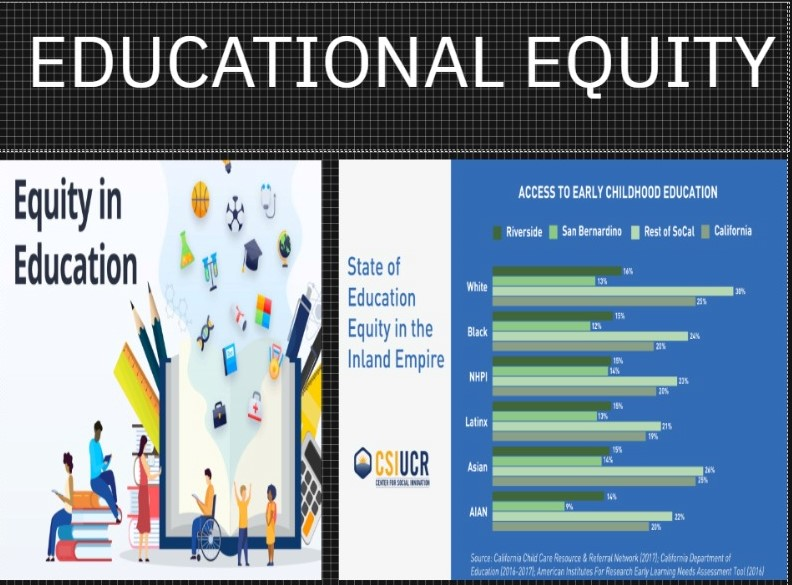 EDUCATIONAL EQUITY
Equity in
Education
State of
Education
Equity in the
Inland Empire
CSIUCR
CENTER FOR SOCIAL INNOVATION
ACCESS TO EARLY CHILDHOOD EDUCATION
Riverside San Bernardino Rest of SoCal California
White
16%
13%
30%
25%
Black
15%
12%
24%
20%
NHPI
15%
14%
23%
20%
Latinx
15%
13%
21%
19%
Asian
15%
14%
26%
25%
AIAN
14%
9%
22%
20%
Source: California Child Care Resource & Referral Network (2017); California Department of
Education (2016-2017); American Institutes For Research Early Learning Needs Assessment Tool (2016)